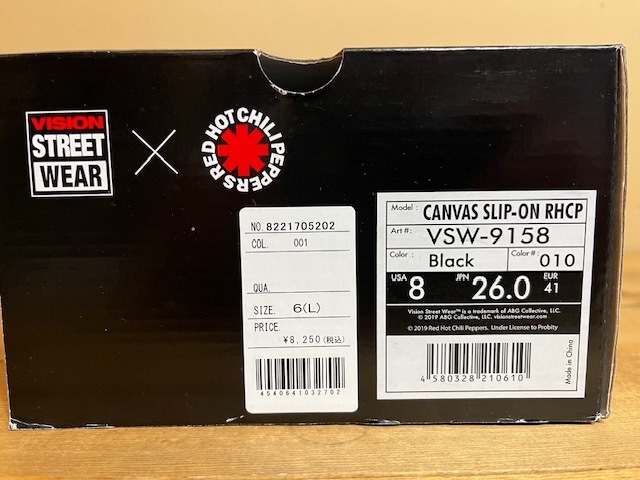 VISION
STREET
WEAR
RED HOT CHILI PEPPERS
NO. 8221705202
COL. 001
QUA.
SIZE. 6(L)
PRICE.
¥8,250(税込)
4540641032702
Model: CANVAS SLIP-ON RHCP
Art#: VSW-9158
Color: Black Color# 010
USA 8 JPN 26.0 EUR 41
Vision Street Wear™ is a trademark of ABG Collective, LLC.
© 2019 ABG Collective, LLC. visionstreetwear.com
© 2019 Red Hot Chili Peppers. Under License to Probity
4 580328 210610
Made in China